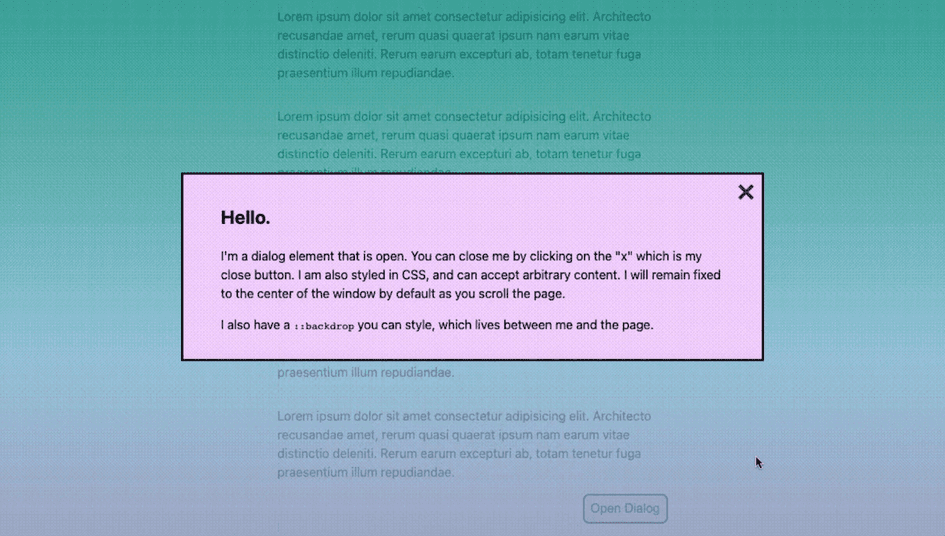 Lorem ipsum dolor sit amet consectetur adipisicing elit. Architecto
recusandae amet, rerum quasi quaerat ipsum nam earum vitae
distinctio deleniti. Rerum earum excepturi ab, totam tenetur fuga
praesentium illum repudiandae.
Lorem ipsum dolor sit amet consectetur adipisicing elit. Architecto
recusandae amet, rerum quasi quaerat ipsum nam earum vitae
distinctio deleniti. Rerum earum excepturi ab, totam tenetur fuga
praesentium illum repudiandae.
Hello.
I'm a dialog element that is open. You can close me by clicking on the "x" which is my
close button. I am also styled in CSS, and can accept arbitrary content. I will remain fixed
to the center of the window by default as you scroll the page.
I also have a ::backdrop you can style, which lives between me and the page.
praesentium illum repudiandae.
Lorem ipsum dolor sit amet consectetur adipisicing elit. Architecto
recusandae amet, rerum quasi quaerat ipsum nam earum vitae
distinctio deleniti. Rerum earum excepturi ab, totam tenetur fuga
praesentium illum repudiandae.
Open Dialog